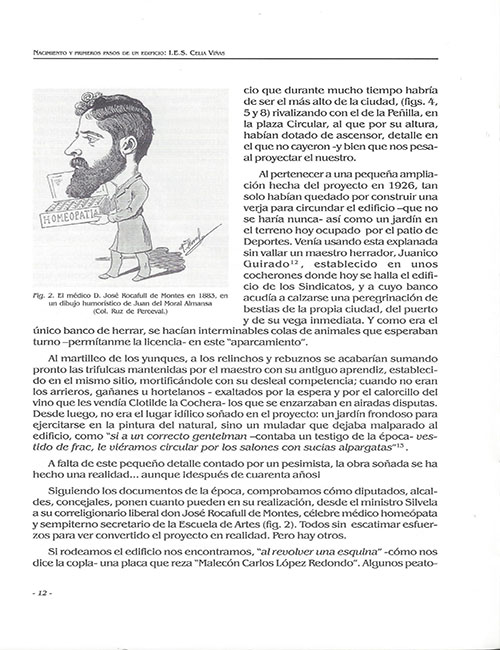 NACIMIENTO Y PRIMEROS PASOS DE UN EDIFICIO: I.E.S. CELIA VIÑAS
HOMEOPATIA
Fig. 2. El médico D. José Rocafull de Montes en 1883, en
un dibujo humorístico de Juan del Moral Almansa
(Col. Ruz de Perceval.)
cio que durante mucho tiempo habría
de ser el más alto de la ciudad, (figs. 4,
5 y 8) rivalizando con el de la Peñilla, en
la plaza Circular, al que por su altura,
habían dotado de ascensor, detalle en
el que no cayeron -y bien que nos pesa-
al proyectar el nuestro.
Al pertenecer a una pequeña amplia-
ción hecha del proyecto en 1926, tan
solo habían quedado por construir una
verja para circundar el edificio –que no
se haría nunca- así como un jardín en
el terreno hoy ocupado por el patio de
Deportes. Venía usando esta explanada
sin vallar un maestro herrador, Juanico
Guirado¹², establecido en unos
cocherones donde hoy se halla el edifi-
cio de los Sindicatos, y a cuyo banco
acudía a calzarse una peregrinación de
bestias de la propia ciudad, del puerto
y de su vega inmediata. Y como era el
único banco de herrar, se hacían interminables colas de animales que esperaban
turno –permítanme la licencia- en este “aparcamiento”.
Al martilleo de los yunques, a los relinchos y rebuznos se acabarían sumando
pronto las trifulcas mantenidas por el maestro con su antiguo aprendiz, estableci-
do en el mismo sitio, mortificándole con su desleal competencia; cuando no eran
los arrieros, gañanes u hortelanos - exaltados por la espera y por el calorcillo del
vino que les vendía Clotilde la Cochera- los que se enzarzaban en airadas disputas.
Desde luego, no era el lugar idílico soñado en el proyecto: un jardín frondoso para
ejercitarse en la pintura del natural, sino un muladar que dejaba malparado al
edificio, como “si a un correcto gentelman –contaba un testigo de la época- ves-
tido de frac, le viéramos circular por los salones con sucias alpargatas”¹³.
A falta de este pequeño detalle contado por un pesimista, la obra soñada se ha
hecho una realidad... aunque ¡después de cuarenta años!
Siguiendo los documentos de la época, comprobamos cómo diputados, alcal-
des, concejales, ponen cuanto pueden en su realización, desde el ministro Silvela
a su correligionario liberal don José Rocafull de Montes, célebre médico homeópata
y sempiterno secretario de la Escuela de Artes (fig. 2). Todos sin escatimar esfuer-
zos para ver convertido el proyecto en realidad. Pero hay otros.
Si rodeamos el edificio nos encontramos, “al revolver una esquina” -cómo nos
dice la copla- una placa que reza “Malecón Carlos López Redondo”. Algunos peato-
- 12 -